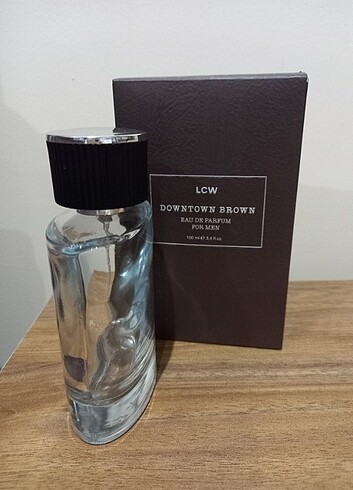 LCW
DOWNTOWN BROWN
EAU DE PARFUM
FOR MEN
100 ml e 3.4 fl.oz.